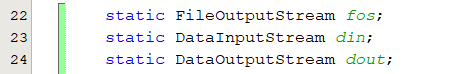 22 static FileOutputStream fos;
23 static DataInputStream din;
24 static DataOutputStream dout;